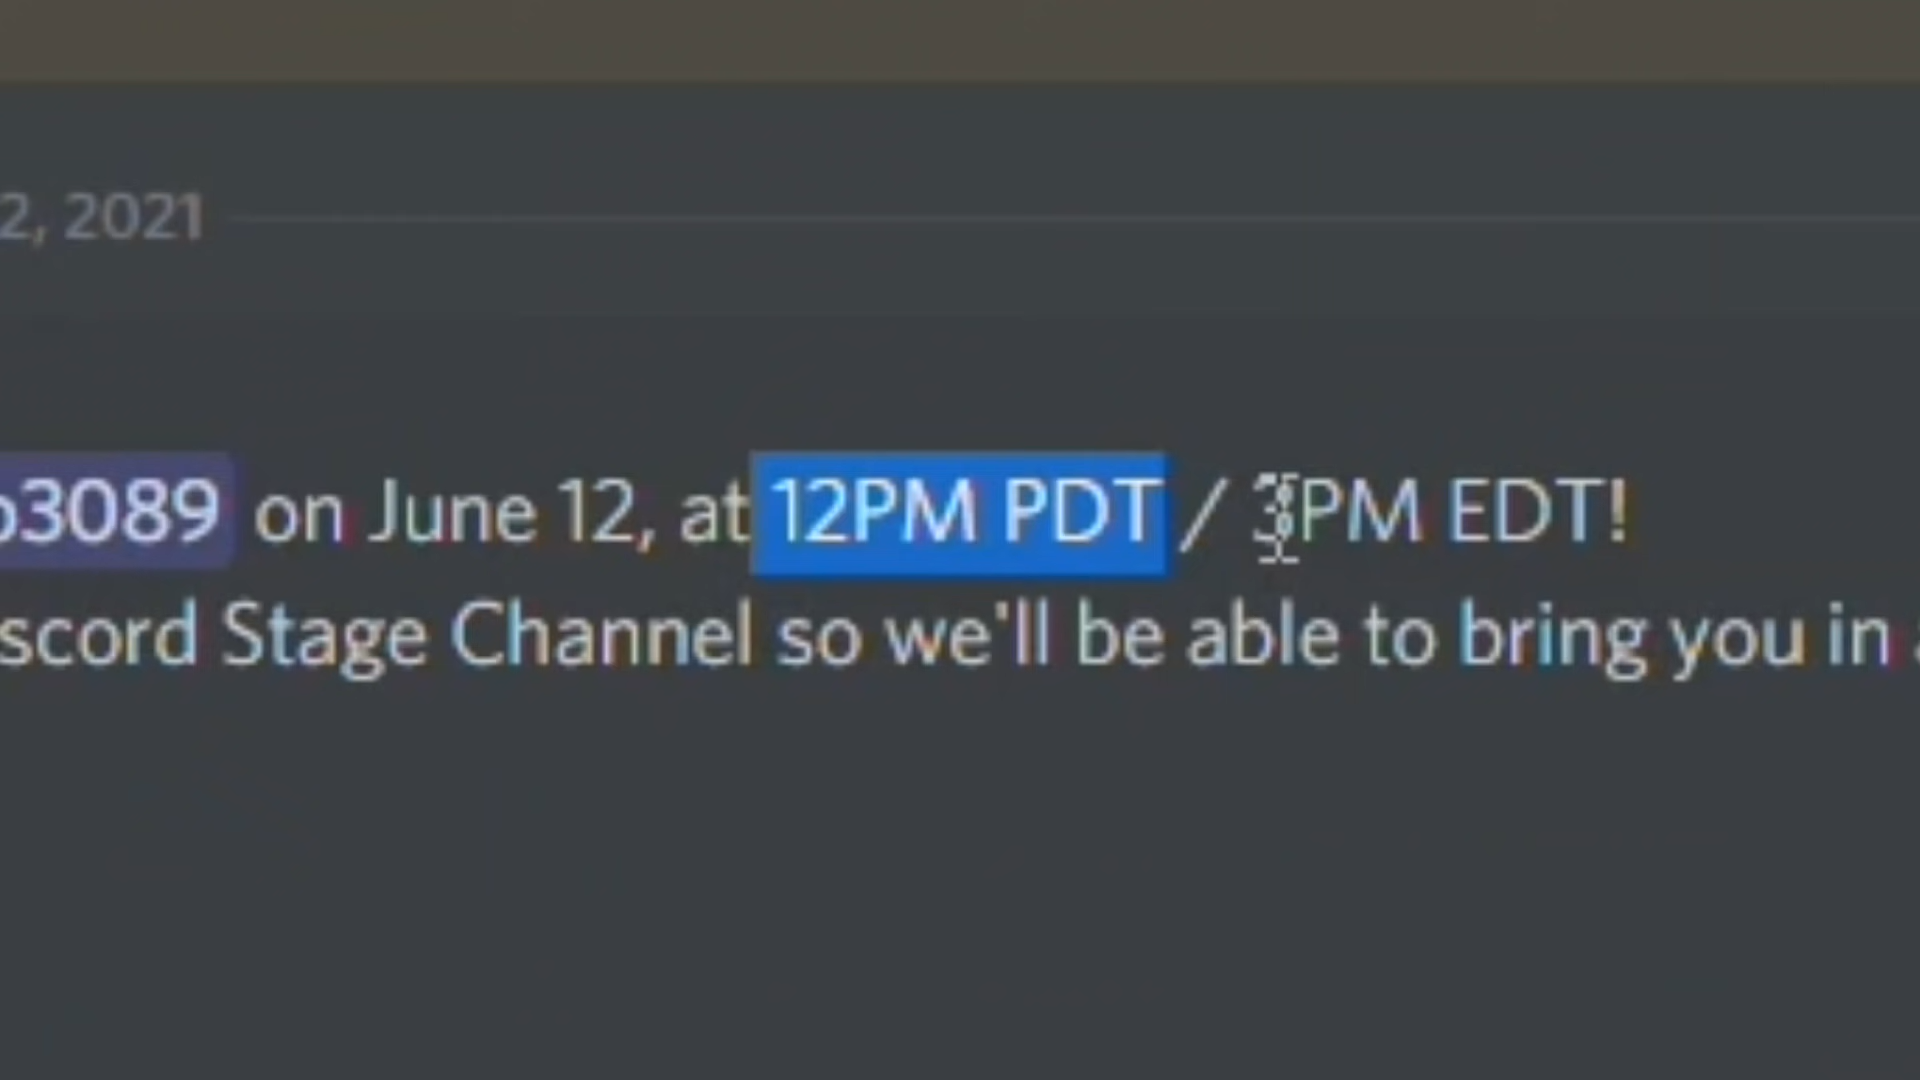 2, 2021
o3089 on June 12, at 12PM PDT / 3PM EDT!
scord Stage Channel so we'll be able to bring you in